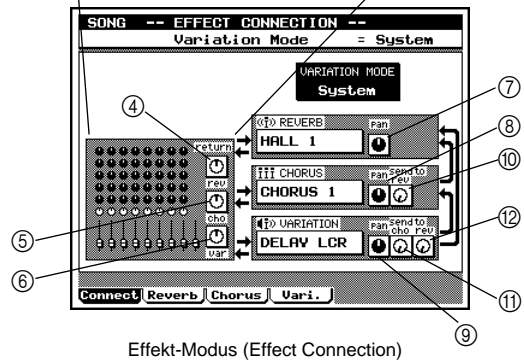 SONG -- EFFECT CONNECTION --
Variation Mode = System
VARIATION MODE
System
REVERB
Pan
HALL 1
return
rev
cho
var
CHORUS
Pan
send to
rev
CHORUS 1
VARIATION
Pan
send to
cho rev
DELAY LCR
④
⑤
⑥
⑦
⑧
⑩
⑫
⑪
⑨
Connect Reverb Chorus Vari.
Effekt-Modus (Effect Connection)